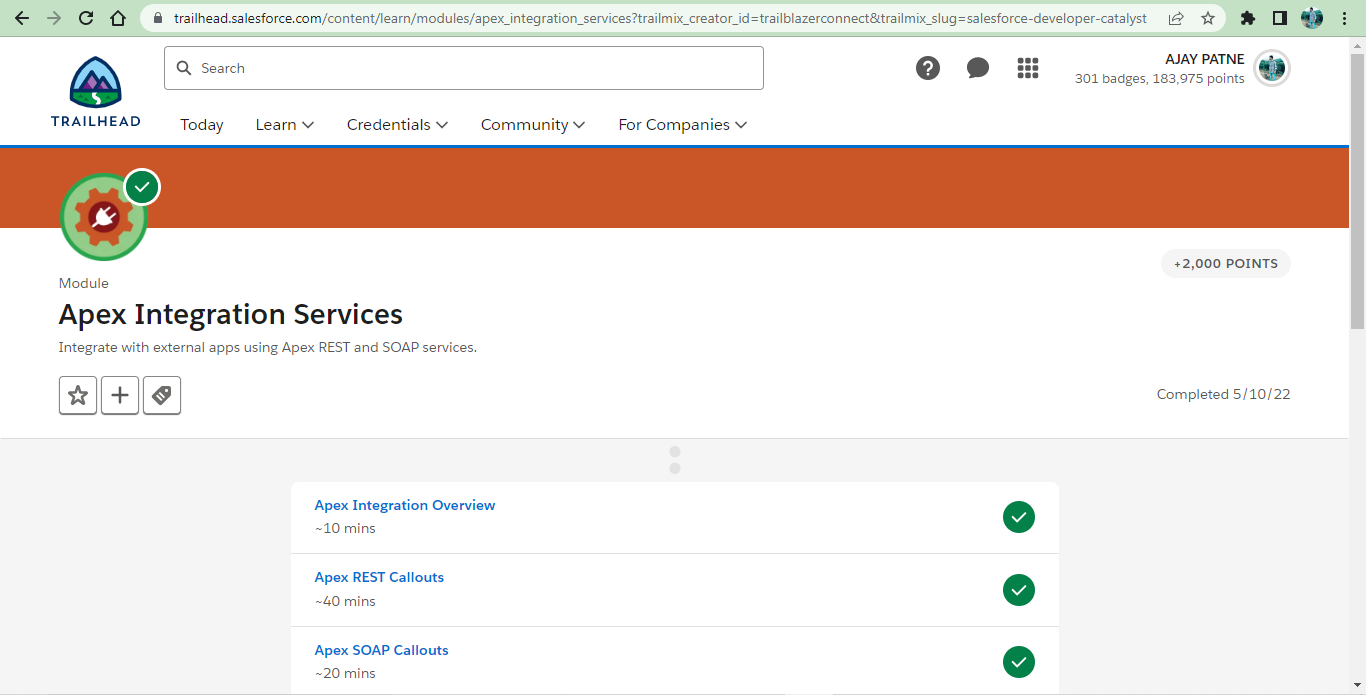 trailhead.salesforce.com/content/learn/modules/apex_integration_services?trailmix_creator_id=trailblazerconnect&trailmix_slug=salesforce-developer-catalyst
TRAILHEAD
Search
AJAY PATNE
301 badges, 183,975 points
Today Learn Credentials Community For Companies
+2,000 POINTS
Module
Apex Integration Services
Integrate with external apps using Apex REST and SOAP services.
Completed 5/10/22
Apex Integration Overview
~10 mins
Apex REST Callouts
~40 mins
Apex SOAP Callouts
~20 mins